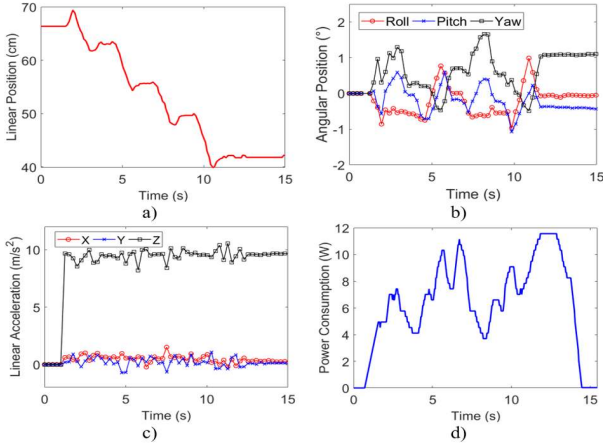 70
60
50
40
0 5 10 15
Linear Position (cm)
Time (s)
a)
Roll Pitch Yaw
2
1
0
-1
-2
0 5 10 15
Angular Position (°)
Time (s)
b)
X Y Z
10
5
0
0 5 10 15
Linear Acceleration (m/s²)
Time (s)
c)
12
10
8
6
4
2
0
0 5 10 15
Power Consumption (W)
Time (s)
d)